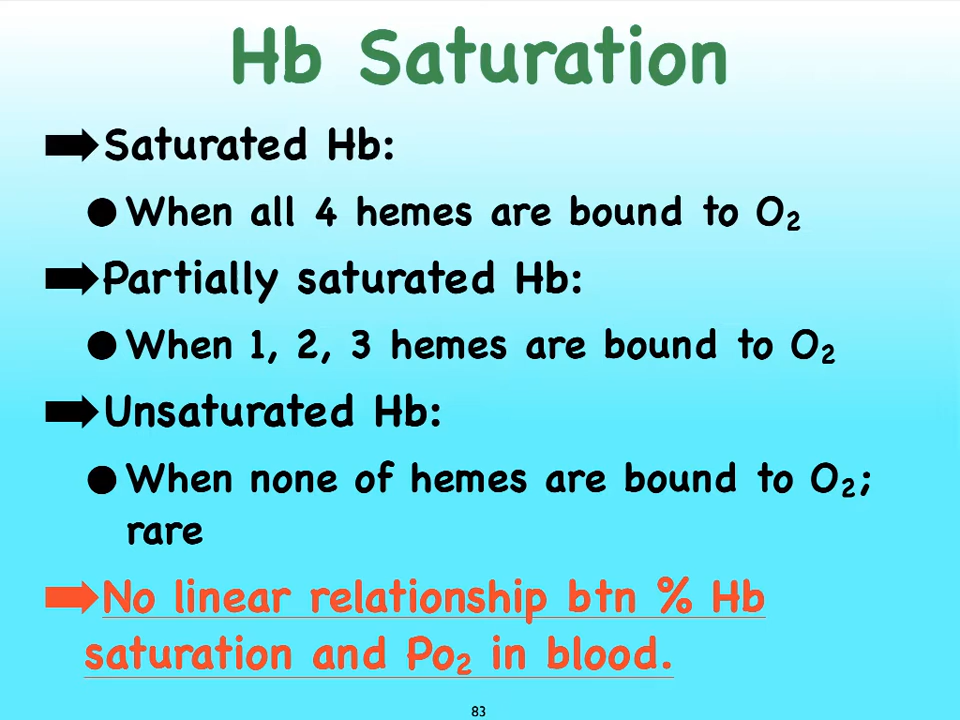 Hb Saturation
Saturated Hb:
When all 4 hemes are bound to O₂
Partially saturated Hb:
When 1, 2, 3 hemes are bound to O₂
Unsaturated Hb:
When none of hemes are bound to O₂;
rare
No linear relationship btn % Hb
saturation and Po₂ in blood.
83